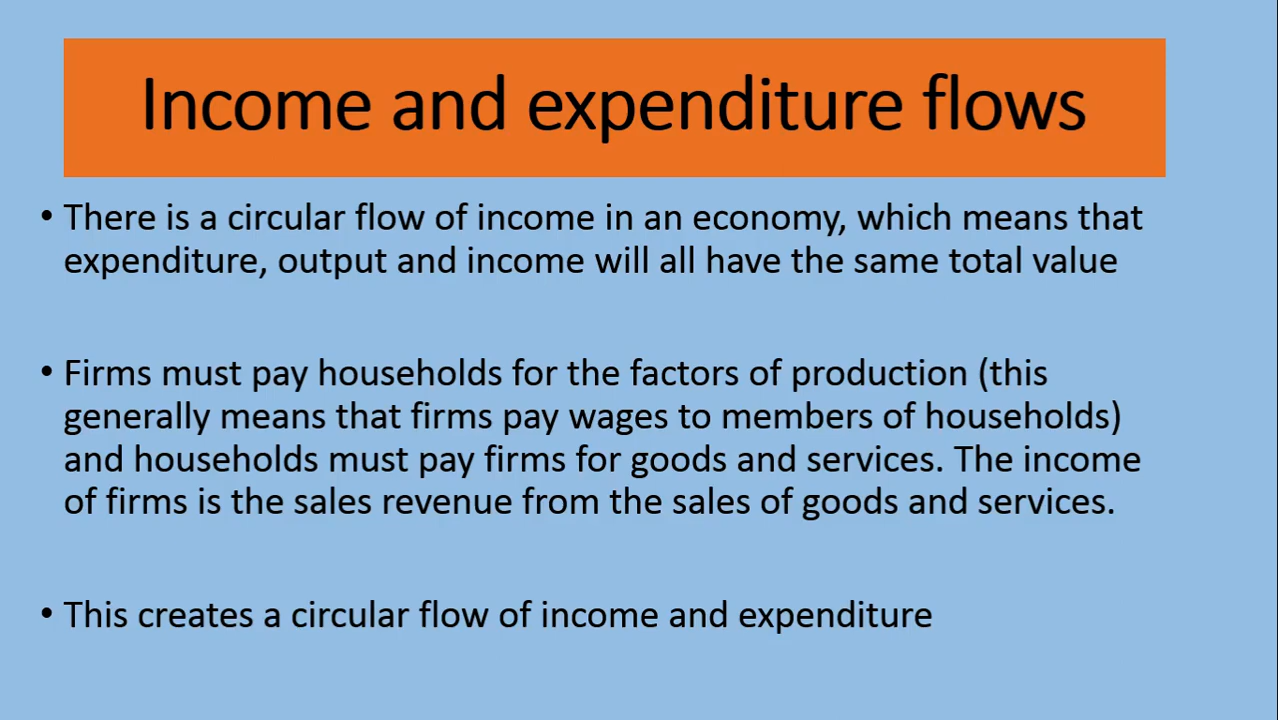 Income and expenditure flows
• There is a circular flow of income in an economy, which means that
expenditure, output and income will all have the same total value
• Firms must pay households for the factors of production (this
generally means that firms pay wages to members of households)
and households must pay firms for goods and services. The income
of firms is the sales revenue from the sales of goods and services.
• This creates a circular flow of income and expenditure